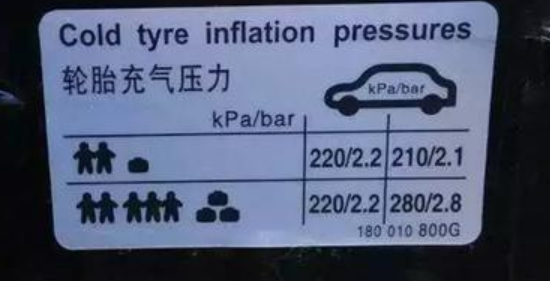 Cold tyre inflation pressures
轮胎充气压力
kPa/bar
kPa/bar
220/2.2 210/2.1
220/2.2 280/2.8
180 010 800G